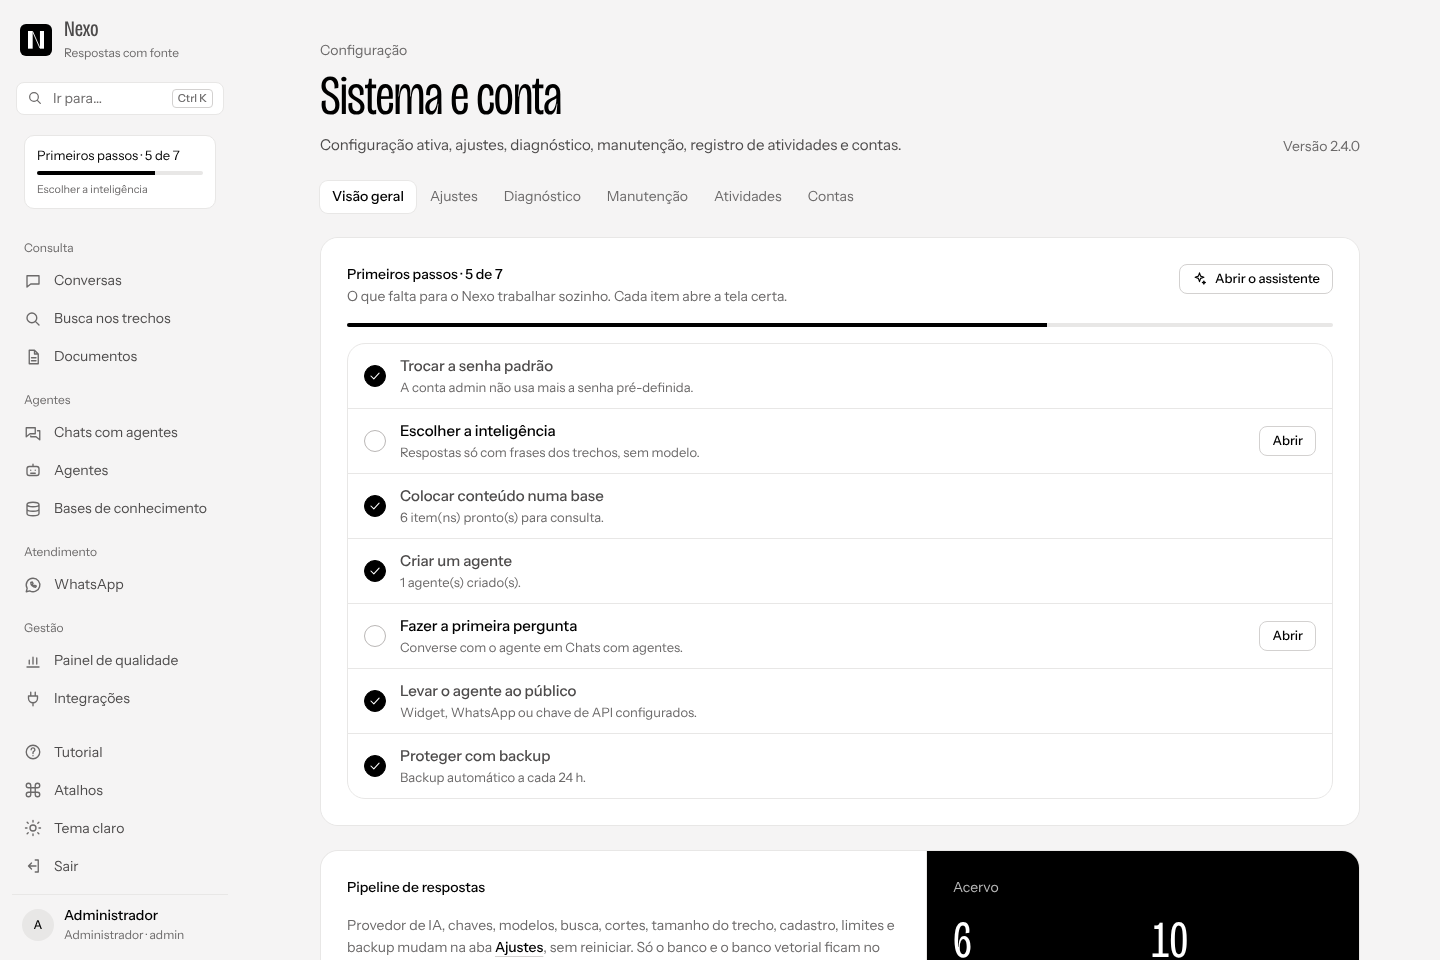 Nexo
Respostas com fonte
Ir para...
Ctrl K
Primeiros passos · 5 de 7
Escolher a inteligência
Consulta
Conversas
Busca nos trechos
Documentos
Agentes
Chats com agentes
Agentes
Bases de conhecimento
Atendimento
WhatsApp
Gestão
Painel de qualidade
Integrações
Tutorial
Atalhos
Tema claro
Sair
A
Administrador
Administrador · admin
Configuração
Sistema e conta
Configuração ativa, ajustes, diagnóstico, manutenção, registro de atividades e contas.
Versão 2.4.0
Visão geral
Ajustes
Diagnóstico
Manutenção
Atividades
Contas
Primeiros passos · 5 de 7
O que falta para o Nexo trabalhar sozinho. Cada item abre a tela certa.
Abrir o assistente
Trocar a senha padrão
A conta admin não usa mais a senha pré-definida.
Escolher a inteligência
Respostas só com frases dos trechos, sem modelo.
Abrir
Colocar conteúdo numa base
6 item(ns) pronto(s) para consulta.
Criar um agente
1 agente(s) criado(s).
Fazer a primeira pergunta
Converse com o agente em Chats com agentes.
Abrir
Levar o agente ao público
Widget, WhatsApp ou chave de API configurados.
Proteger com backup
Backup automático a cada 24 h.
Pipeline de respostas
Provedor de IA, chaves, modelos, busca, cortes, tamanho do trecho, cadastro, limites e
backup mudam na aba Ajustes, sem reiniciar. Só o banco e o banco vetorial ficam no
Acervo
6
10